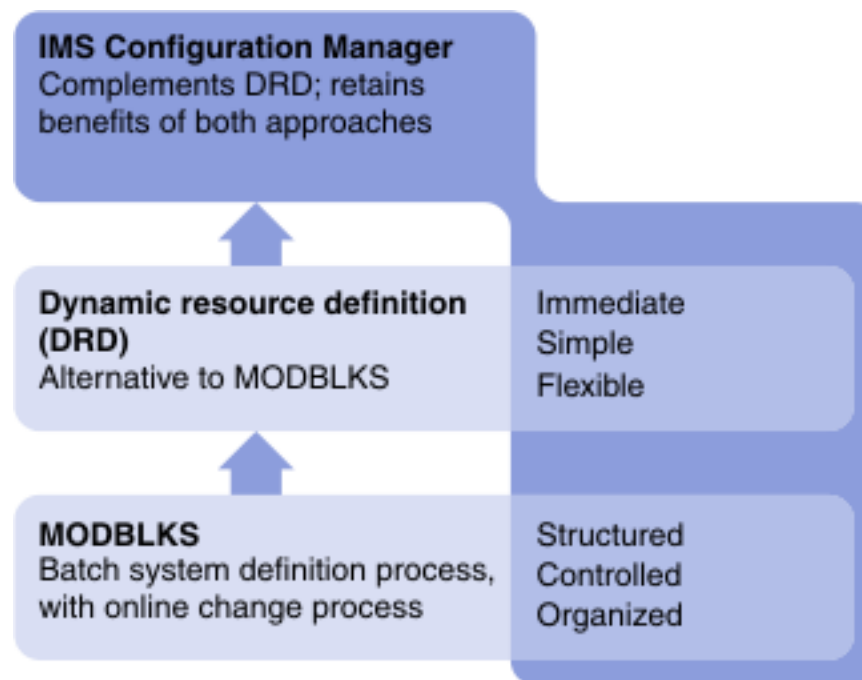 IMS Configuration Manager
Complements DRD; retains
benefits of both approaches
Dynamic resource definition
(DRD)
Alternative to MODBLKS
Immediate
Simple
Flexible
MODBLKS
Batch system definition process,
with online change process
Structured
Controlled
Organized